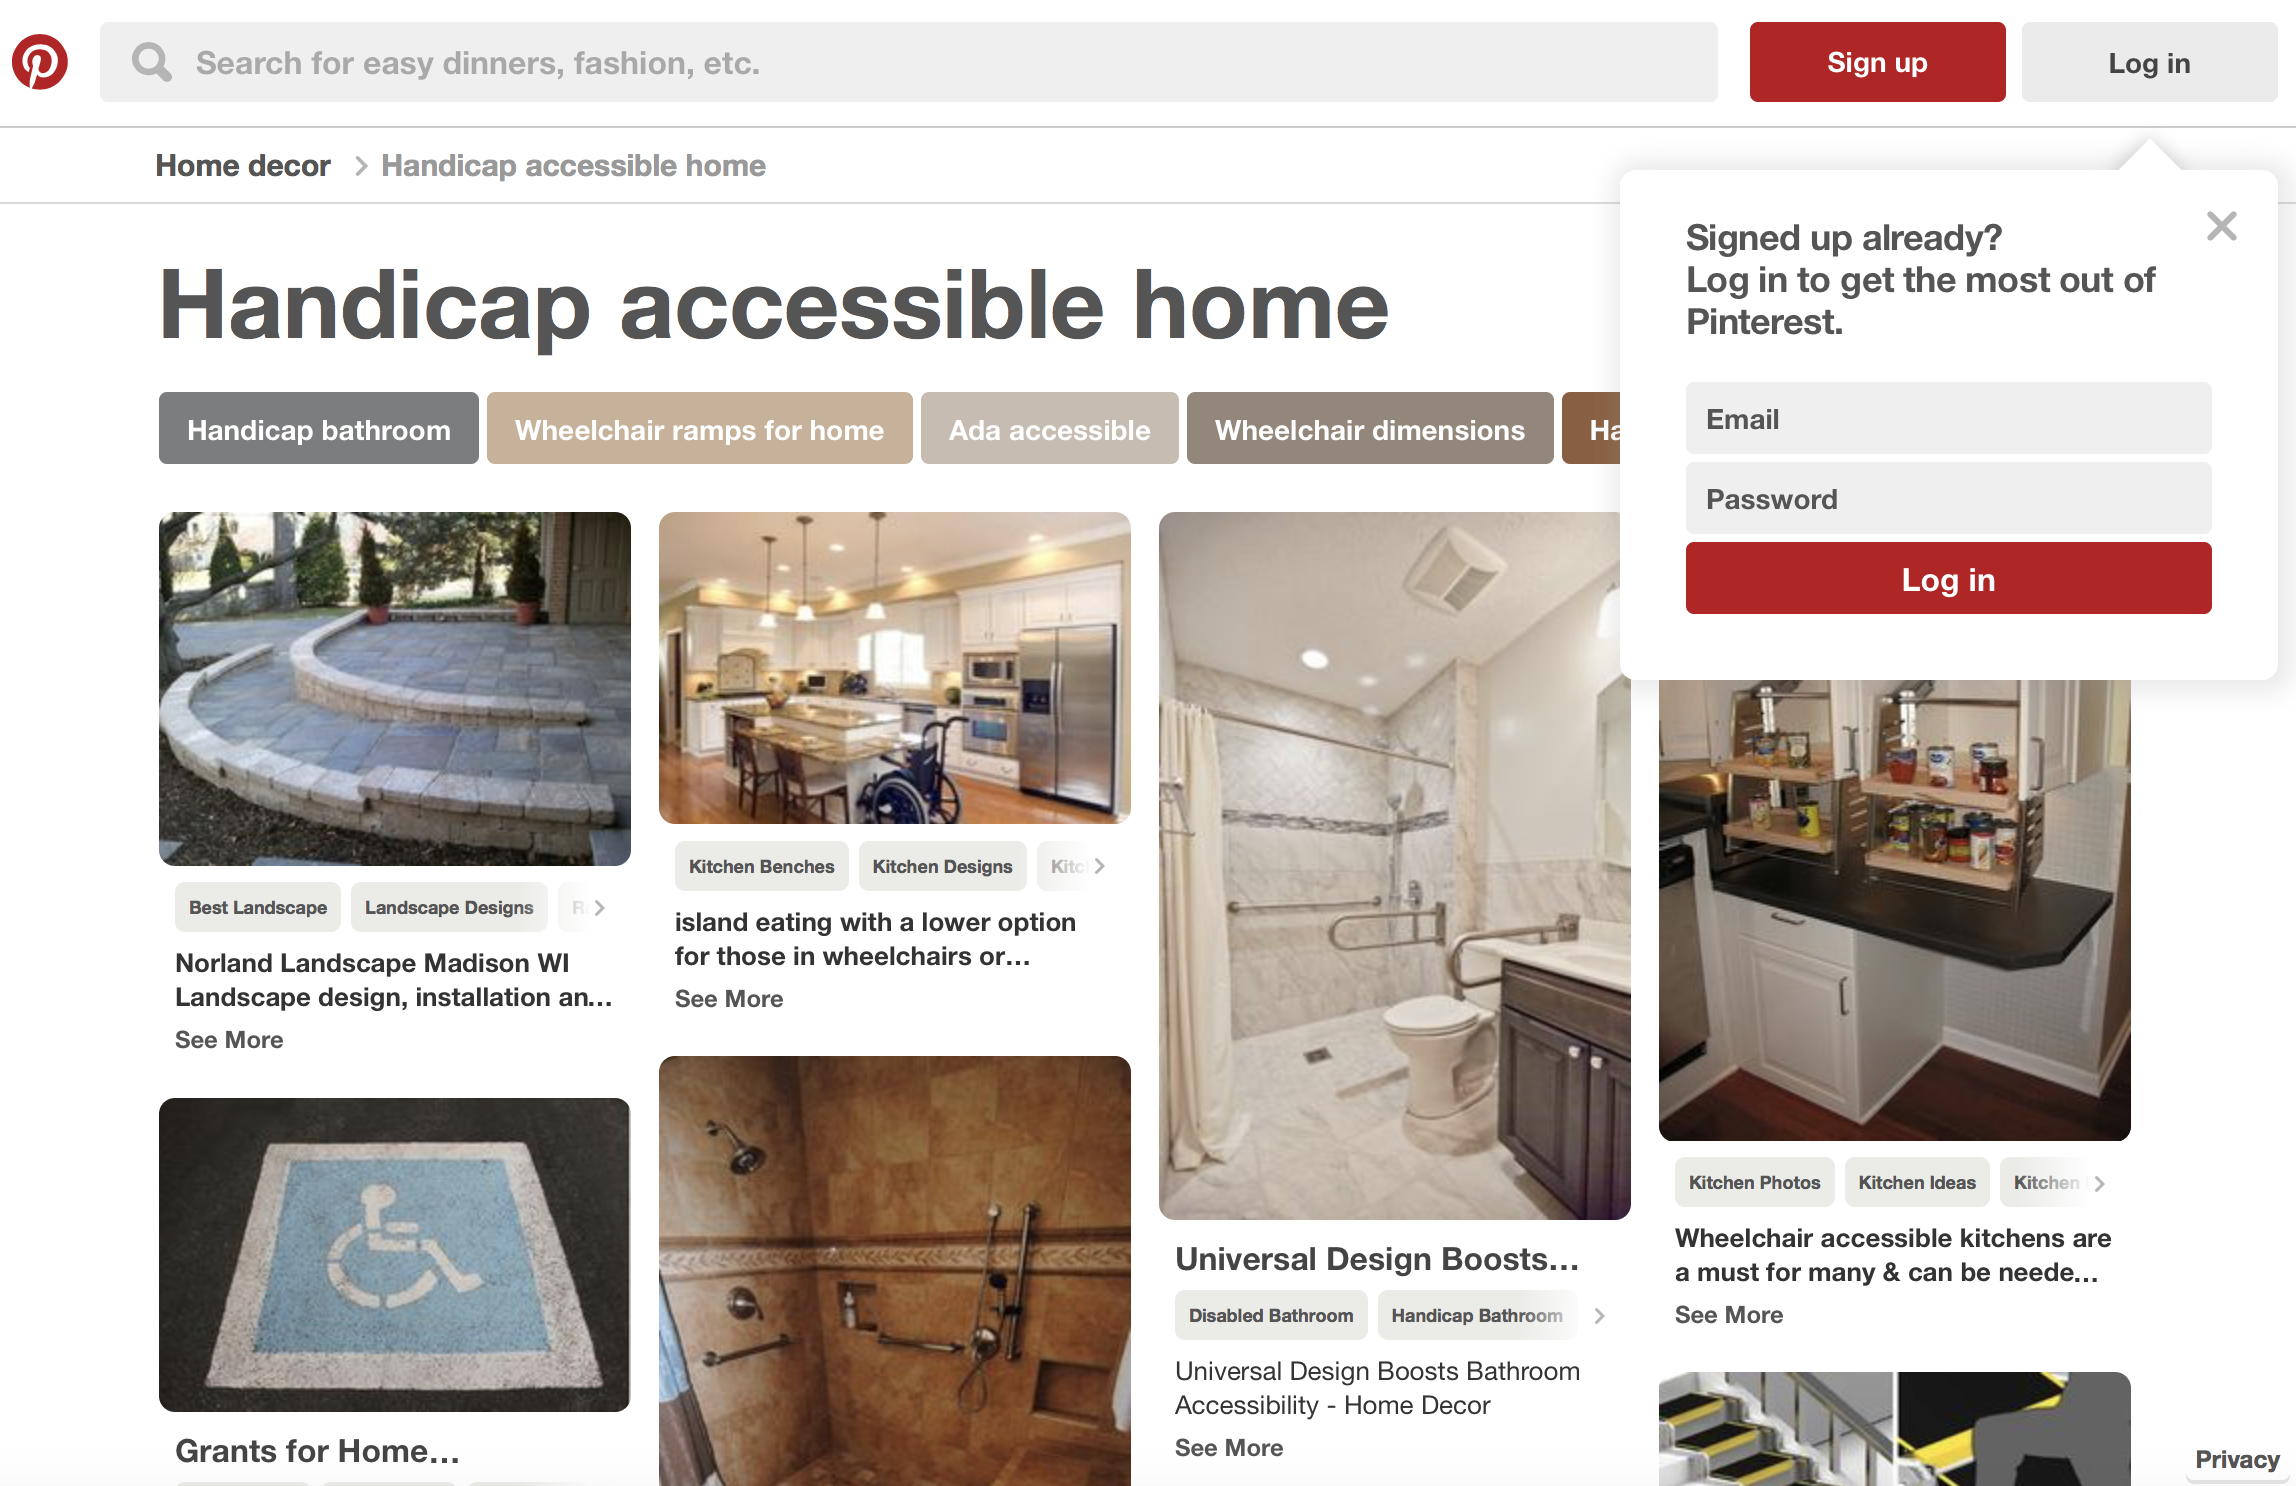 Search for easy dinners, fashion, etc.
Sign up
Log in
Home decor
Handicap accessible home
Signed up already?
Log in to get the most out of
Pinterest.
Email
Password
Log in
Handicap accessible home
Handicap bathroom
Wheelchair ramps for home
Ada accessible
Wheelchair dimensions
Ha
Best Landscape
Landscape Designs
Norland Landscape Madison WI
Landscape design, installation an...
See More
Grants for Home...
Kitchen Benches
Kitchen Designs
Kitc
island eating with a lower option
for those in wheelchairs or...
See More
Universal Design Boosts...
Disabled Bathroom
Handicap Bathroom
Universal Design Boosts Bathroom
Accessibility - Home Decor
See More
Kitchen Photos
Kitchen Ideas
Kitchen
Wheelchair accessible kitchens are
a must for many & can be neede...
See More
Privacy